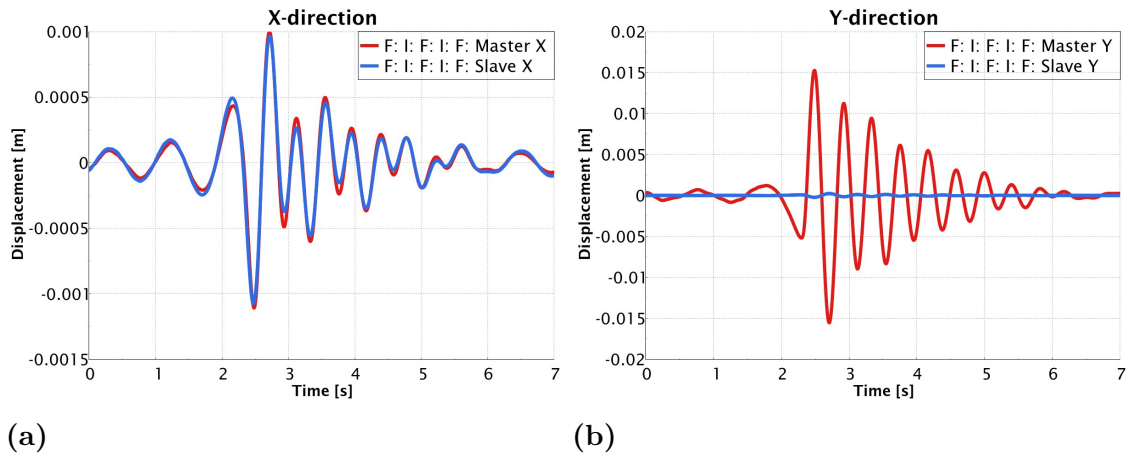 X-direction
F: I: F: I: F: Master X
F: I: F: I: F: Slave X
0.001
0.0005
0
-0.0005
-0.001
-0.0015
Displacement [m]
0 1 2 3 4 5 6 7
Time [s]
(a)
Y-direction
F: I: F: I: F: Master Y
F: I: F: I: F: Slave Y
0.02
0.015
0.01
0.005
0
-0.005
-0.01
-0.015
-0.02
Displacement [m]
0 1 2 3 4 5 6 7
Time [s]
(b)